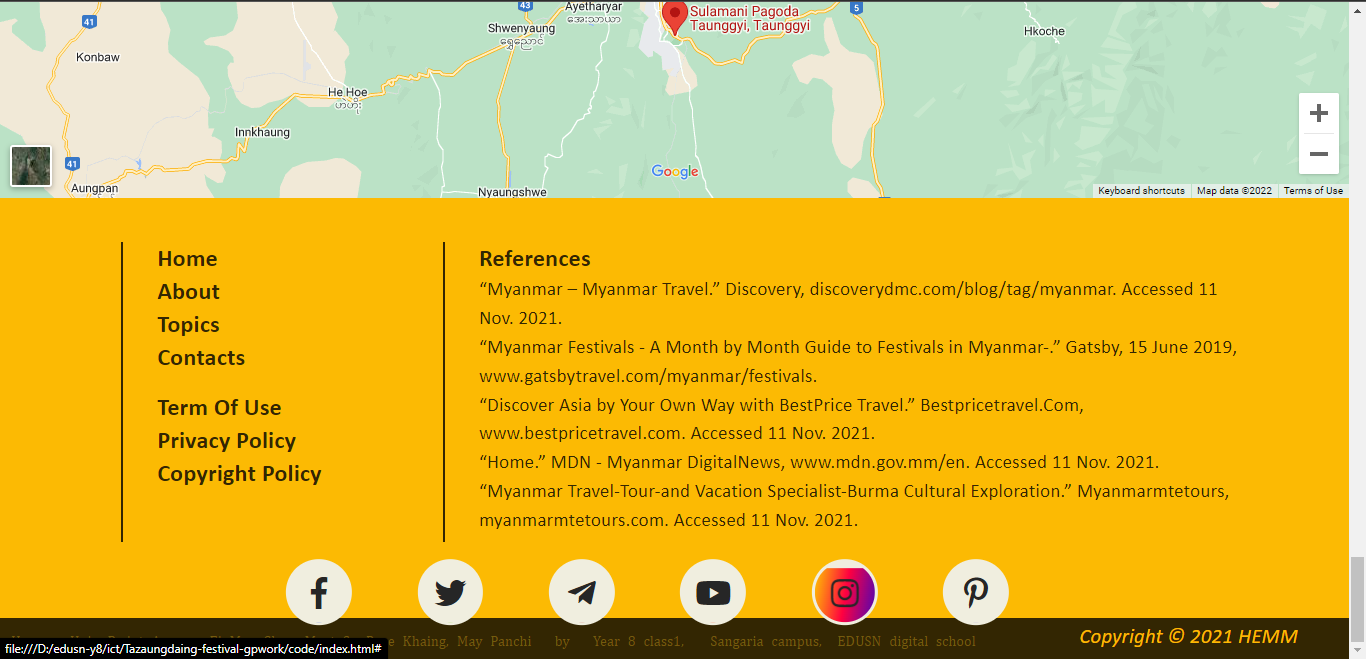 43
Ayetharyar
အေးသာယာ
Sulamani Pagoda
Taunggyi, Taunggyi
5
41
Shwenyaung
ရွှေညောင်
Hkoche
Konbaw
He Hoe
ဟဲဟိုး
Innkhaung
41
Aungpan
Google
Nyaungshwe
Keyboard shortcuts Map data ©2022 Terms of Use
Home
About
Topics
Contacts
Term Of Use
Privacy Policy
Copyright Policy
References
“Myanmar – Myanmar Travel.” Discovery, discoverydmc.com/blog/tag/myanmar. Accessed 11
Nov. 2021.
“Myanmar Festivals - A Month by Month Guide to Festivals in Myanmar-.” Gatsby, 15 June 2019,
www.gatsbytravel.com/myanmar/festivals.
“Discover Asia by Your Own Way with BestPrice Travel.” Bestpricetravel.Com,
www.bestpricetravel.com. Accessed 11 Nov. 2021.
“Home.” MDN - Myanmar DigitalNews, www.mdn.gov.mm/en. Accessed 11 Nov. 2021.
“Myanmar Travel-Tour-and Vacation Specialist-Burma Cultural Exploration.” Myanmarmtetours,
myanmarmtetours.com. Accessed 11 Nov. 2021.
Khaing, May Panchi by Year 8 class1, Sangaria campus, EDUSN digital school
Copyright © 2021 HEMM
file:///D:/edusn-y8/ict/Tazaungdaing-festival-gpwork/code/index.html#